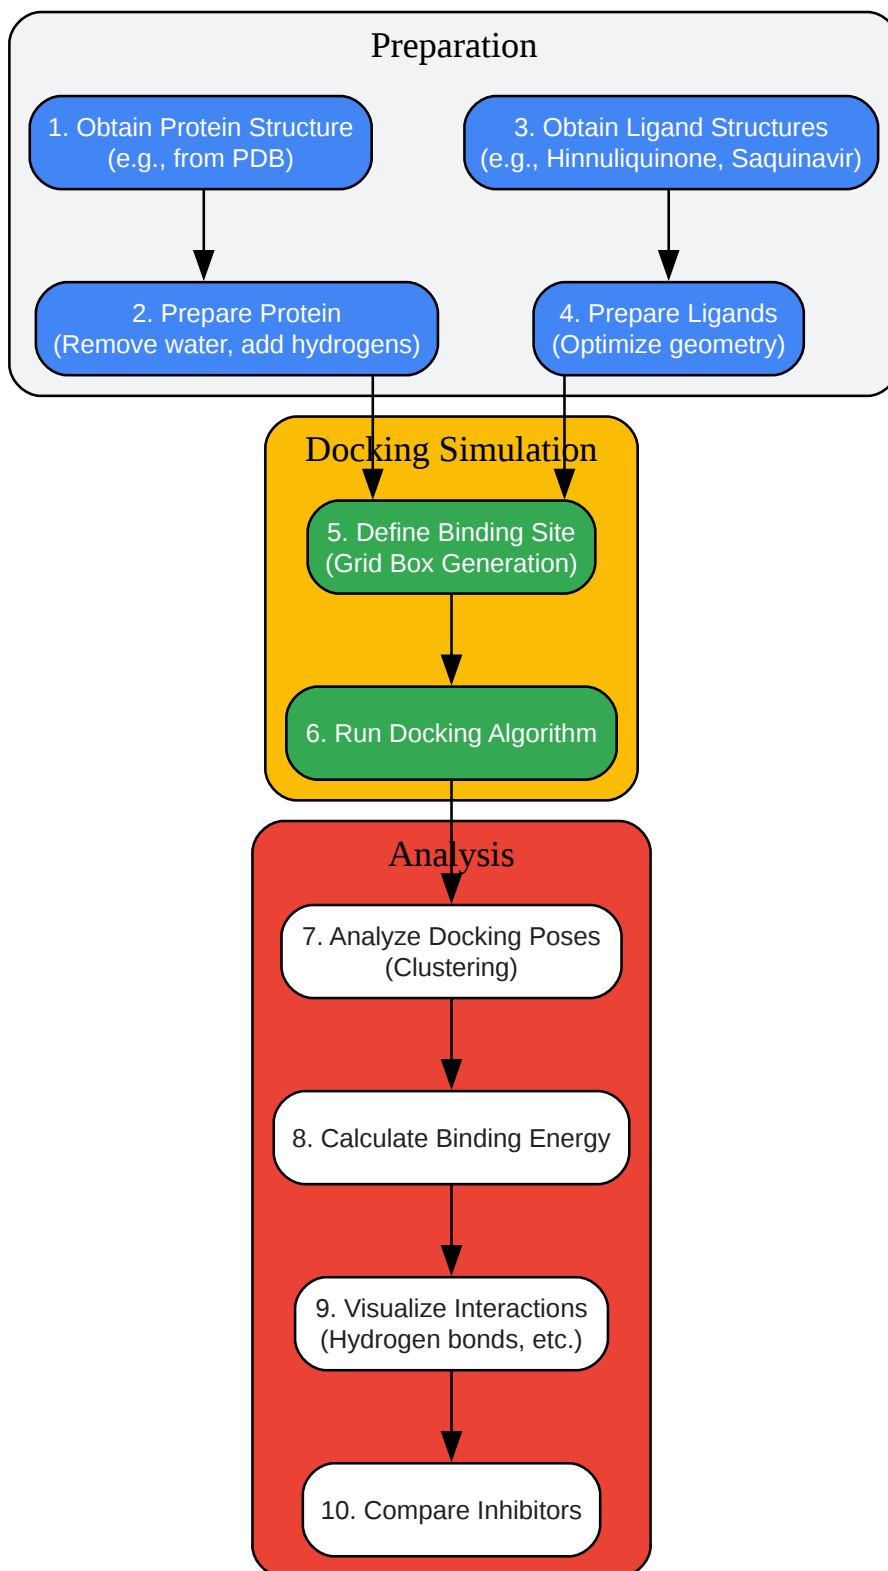 Preparation
1. Obtain Protein Structure
(e.g., from PDB)
3. Obtain Ligand Structures
(e.g., Hinnuliquinone, Saquinavir)
2. Prepare Protein
(Remove water, add hydrogens)
4. Prepare Ligands
(Optimize geometry)
Docking Simulation
5. Define Binding Site
(Grid Box Generation)
6. Run Docking Algorithm
Analysis
7. Analyze Docking Poses
(Clustering)
8. Calculate Binding Energy
9. Visualize Interactions
(Hydrogen bonds, etc.)
10. Compare Inhibitors